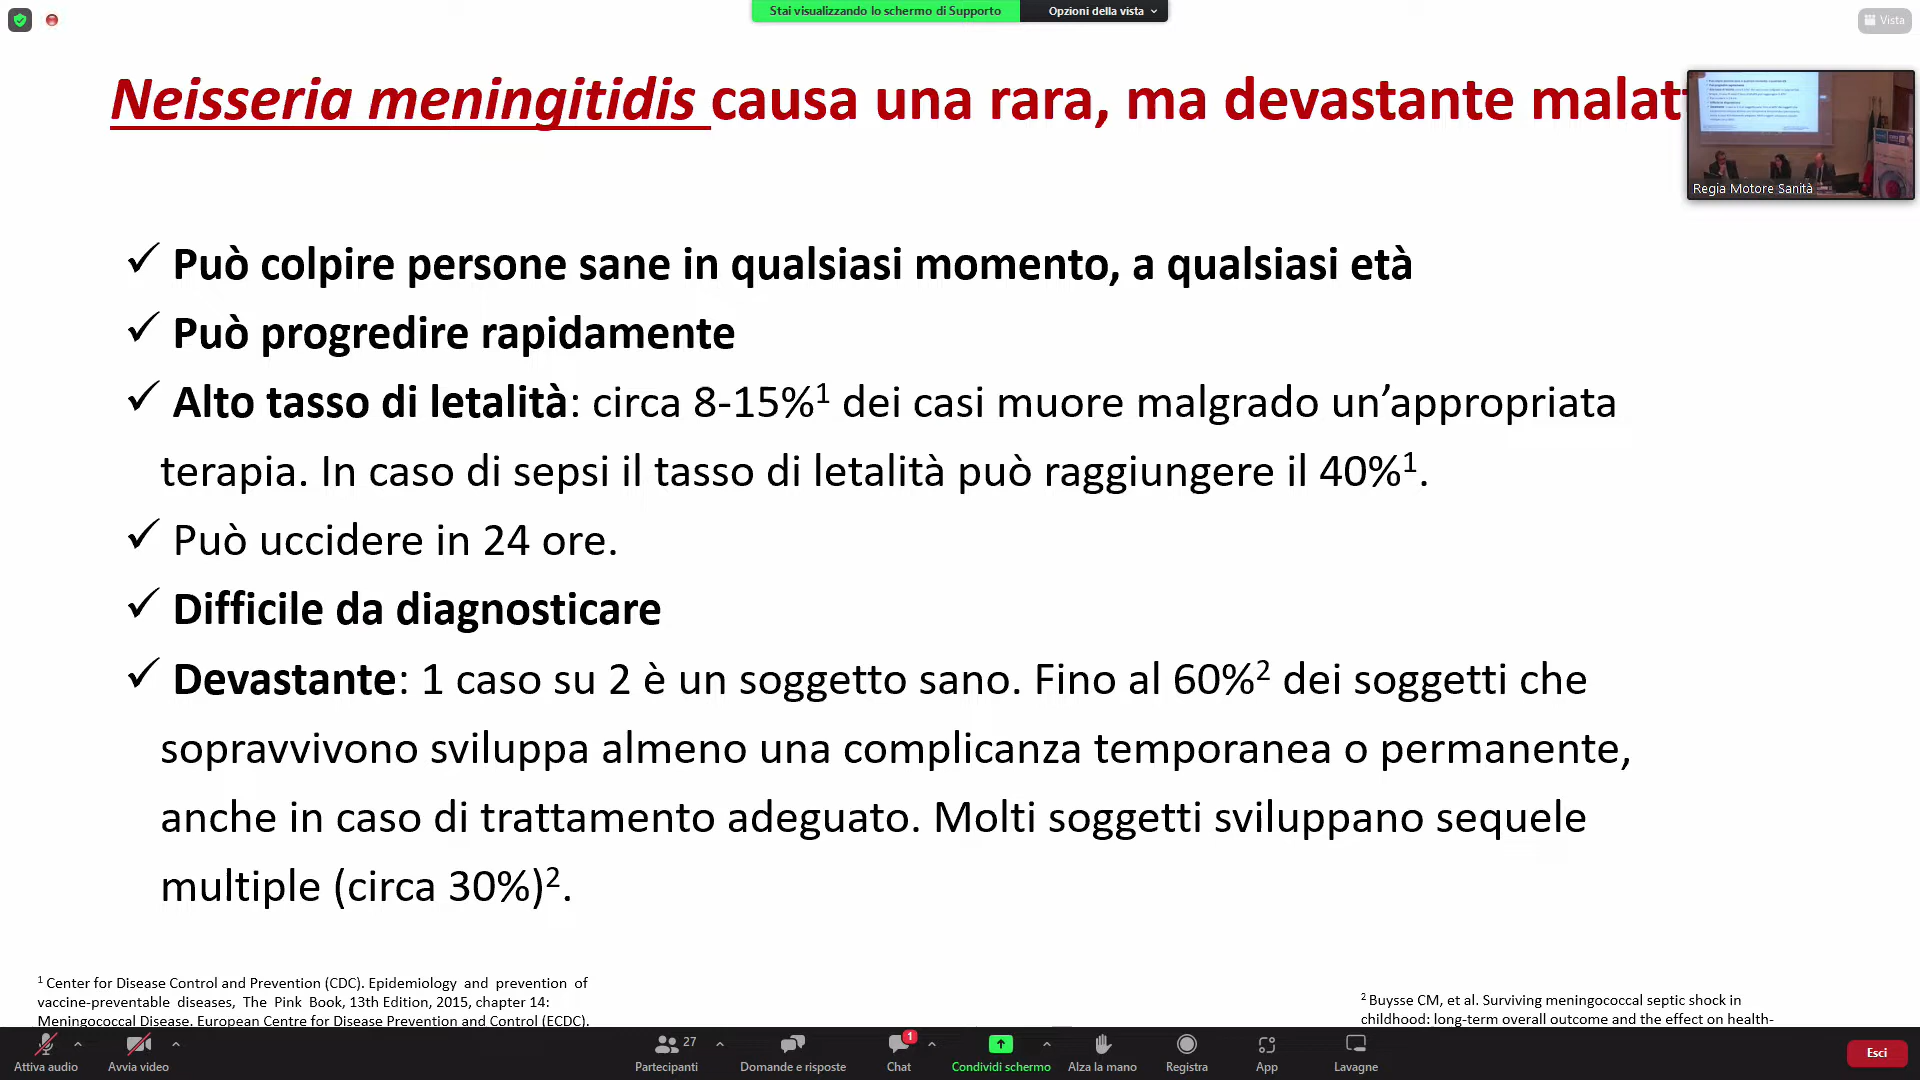 Stai visualizzando lo schermo di Supporto
Opzioni della vista
Vista
Neisseria meningitidis causa una rara, ma devastante malat
Regia Motore Sanità
✓ Può colpire persone sane in qualsiasi momento, a qualsiasi età
✓ Può progredire rapidamente
✓ Alto tasso di letalità: circa 8-15%¹ dei casi muore malgrado un’appropriata
terapia. In caso di sepsi il tasso di letalità può raggiungere il 40%¹.
✓ Può uccidere in 24 ore.
✓ Difficile da diagnosticare
✓ Devastante: 1 caso su 2 è un soggetto sano. Fino al 60%² dei soggetti che
sopravvivono sviluppa almeno una complicanza temporanea o permanente,
anche in caso di trattamento adeguato. Molti soggetti sviluppano sequele
multiple (circa 30%)².
¹ Center for Disease Control and Prevention (CDC). Epidemiology and prevention of
vaccine-preventable diseases, The Pink Book, 13th Edition, 2015, chapter 14:
Meningococcal Disease. European Centre for Disease Prevention and Control (ECDC).
² Buysse CM, et al. Surviving meningococcal septic shock in
childhood: long-term overall outcome and the effect on health-
Attiva audio
Avvia video
27
Partecipanti
Domande e risposte
1
Chat
Condividi schermo
Alza la mano
Registra
App
Lavagne
Esci